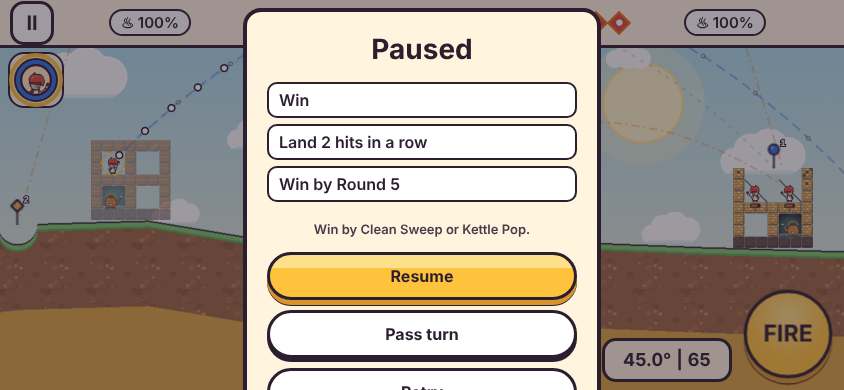 100%
100%
Paused
Win
Land 2 hits in a row
Win by Round 5
Win by Clean Sweep or Kettle Pop.
Resume
Pass turn
Retry
FIRE
45.0° | 65